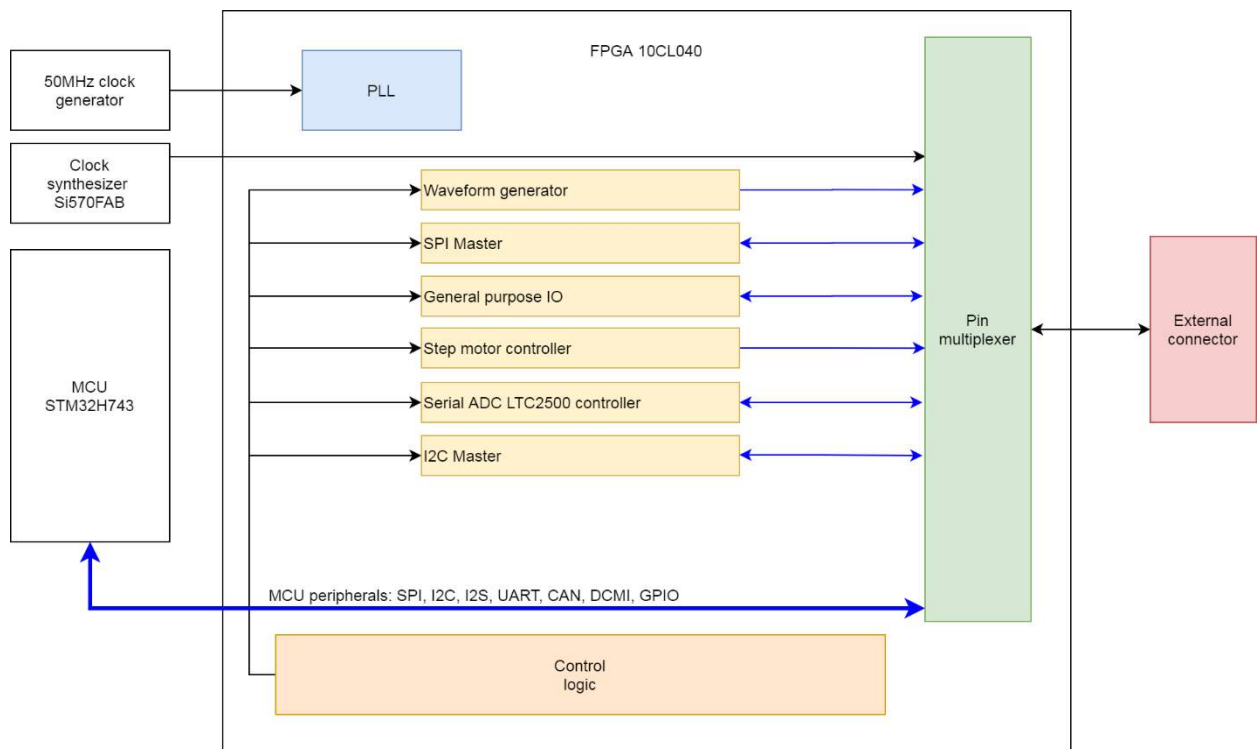 FPGA 10CL040
50MHz clock
generator
PLL
Clock
synthesizer
Si570FAB
Waveform generator
SPI Master
General purpose IO
Step motor controller
Serial ADC LTC2500 controller
I2C Master
MCU
STM32H743
Pin
multiplexer
External
connector
MCU peripherals: SPI, I2C, I2S, UART, CAN, DCMI, GPIO
Control
logic